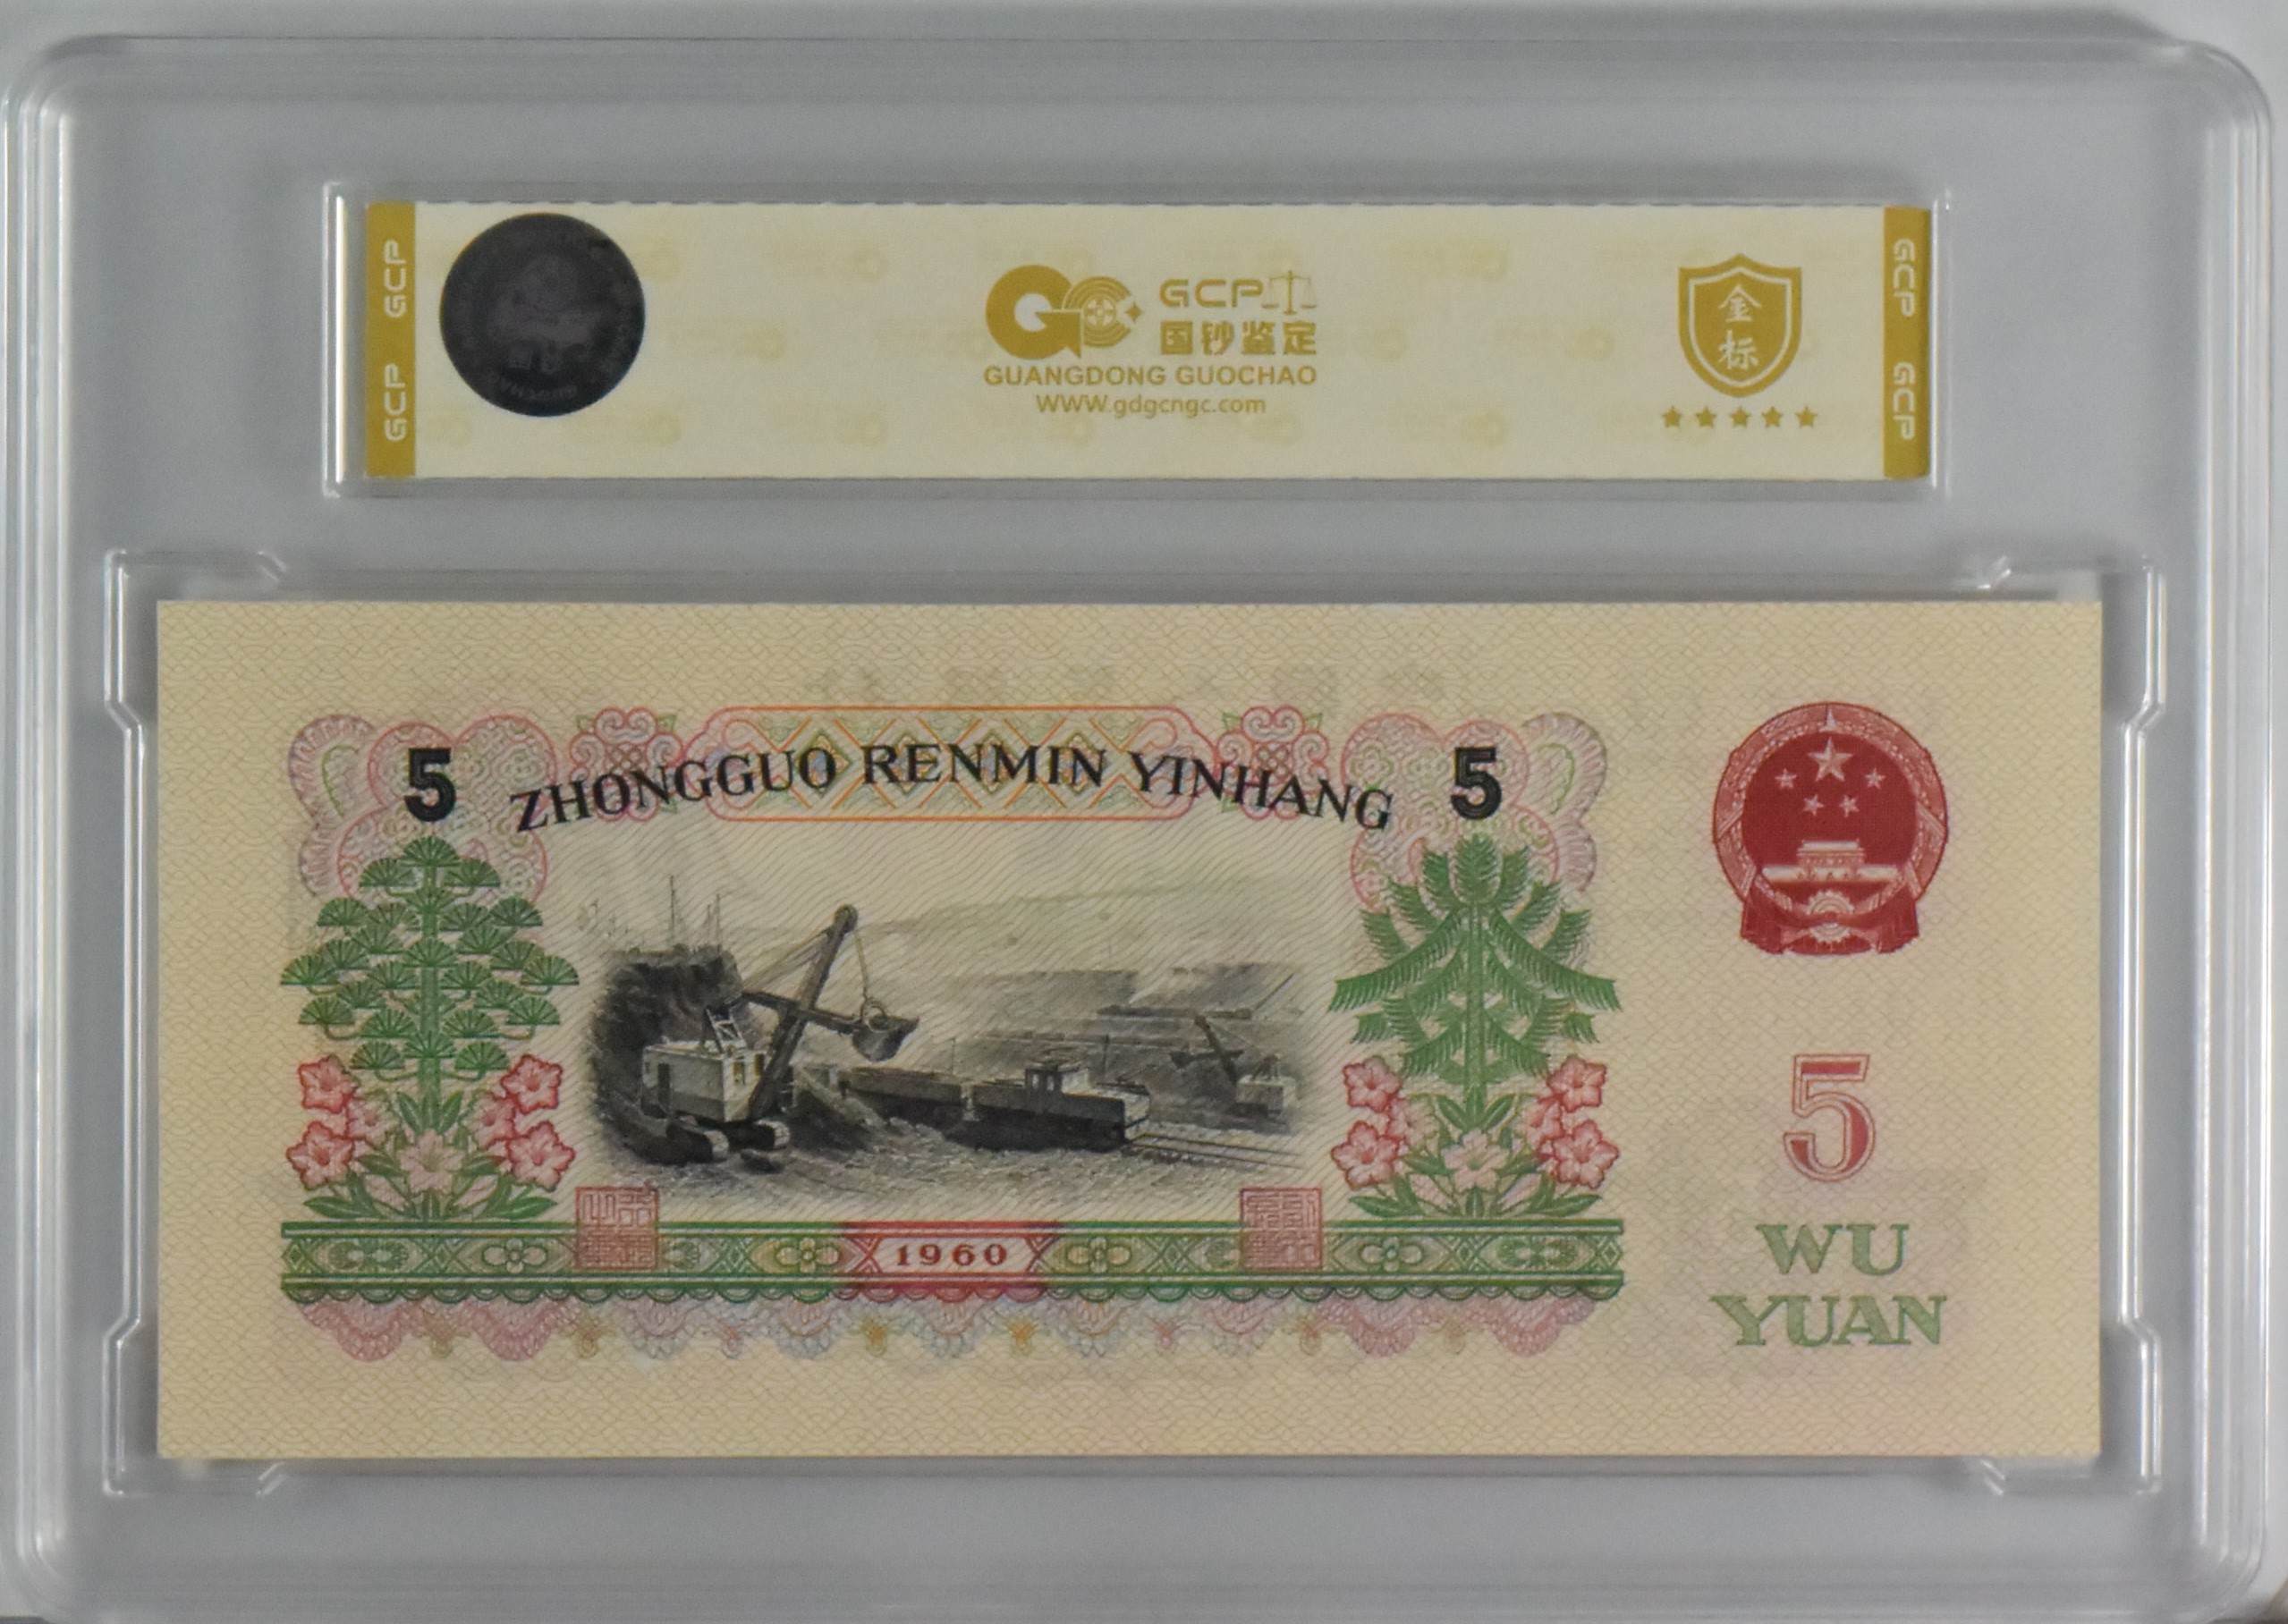 GCP GCP
GCP
国钞鉴定
GUANGDONG GUOCHAO
WWW.gdgcngc.com
金
标
GCP GCP
5 ZHONGGUO RENMIN YINHANG 5
1960
5
WU
YUAN